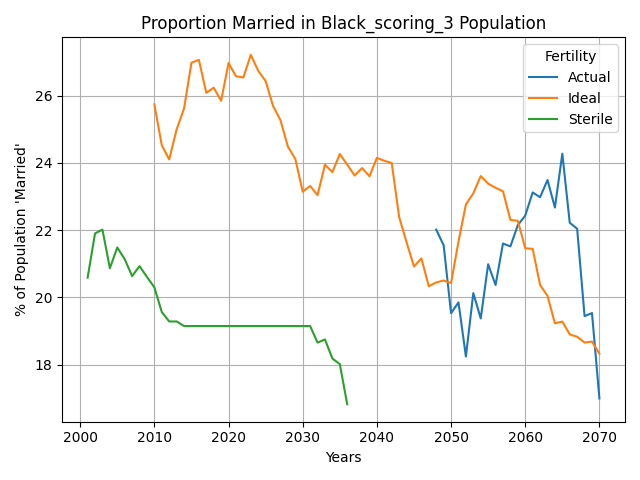 Proportion Married in Black_scoring_3 Population
% of Population 'Married'
26
24
22
20
18
Fertility
Actual
Ideal
Sterile
2000 2010 2020 2030 2040 2050 2060 2070
Years